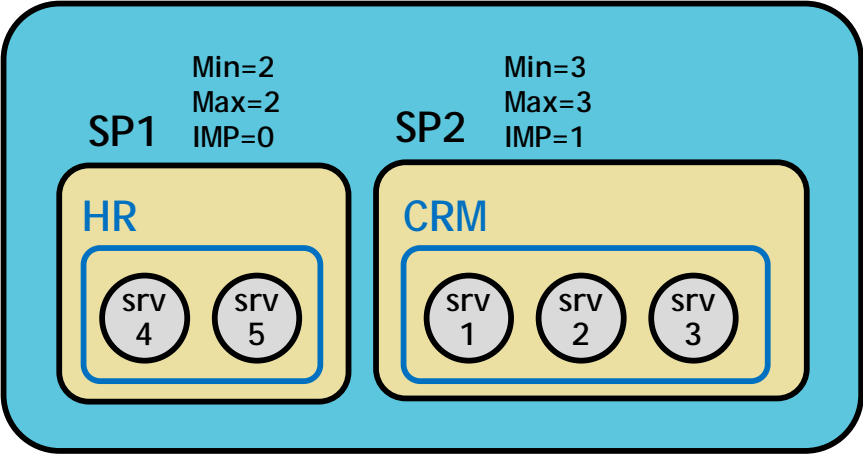 SP1
Min=2
Max=2
IMP=0
HR
srv
4
srv
5
SP2
Min=3
Max=3
IMP=1
CRM
srv
1
srv
2
srv
3